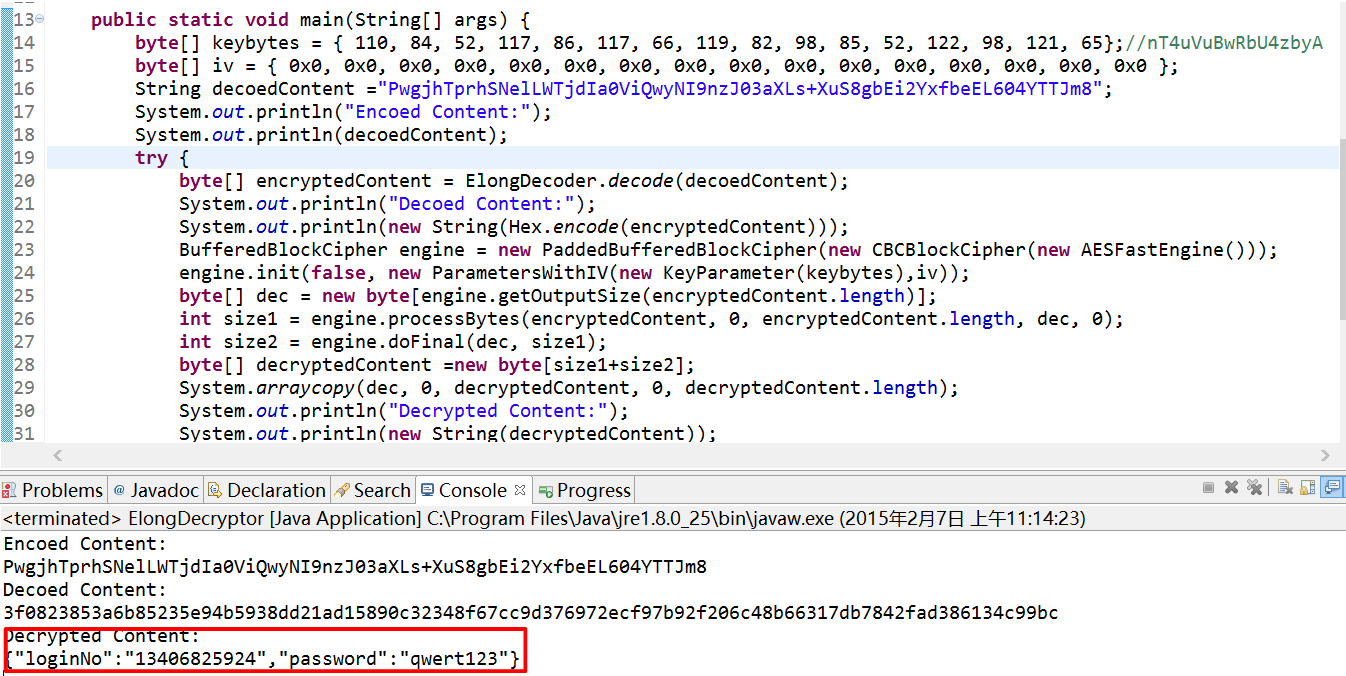 13 public static void main(String[] args) {
14 byte[] keybytes = { 110, 84, 52, 117, 86, 117, 66, 119, 82, 98, 85, 52, 122, 98, 121, 65};//nT4uVuBwRbU4zbyA
15 byte[] iv = { 0x0, 0x0, 0x0, 0x0, 0x0, 0x0, 0x0, 0x0, 0x0, 0x0, 0x0, 0x0, 0x0, 0x0, 0x0, 0x0 };
16 String decoedContent ="PwgjhTprhSNelLWTjdIa0ViQwyNI9nzJ03aXLs+XuS8gbEi2YxfbeEL604YTTJm8";
17 System.out.println("Encoed Content:");
18 System.out.println(decoedContent);
19 try {
20 byte[] encryptedContent = ElongDecoder.decode(decoedContent);
21 System.out.println("Decoed Content:");
22 System.out.println(new String(Hex.encode(encryptedContent)));
23 BufferedBlockCipher engine = new PaddedBufferedBlockCipher(new CBCBlockCipher(new AESFastEngine()));
24 engine.init(false, new ParametersWithIV(new KeyParameter(keybytes),iv));
25 byte[] dec = new byte[engine.getOutputSize(encryptedContent.length)];
26 int size1 = engine.processBytes(encryptedContent, 0, encryptedContent.length, dec, 0);
27 int size2 = engine.doFinal(dec, size1);
28 byte[] decryptedContent =new byte[size1+size2];
29 System.arraycopy(dec, 0, decryptedContent, 0, decryptedContent.length);
30 System.out.println("Decrypted Content:");
31 System.out.println(new String(decryptedContent));
Problems @ Javadoc Declaration Search Console Progress
<terminated> ElongDecryptor [Java Application] C:\Program Files\Java\jre1.8.0_25\bin\javaw.exe (2015年2月7日 上午11:14:23)
Encoed Content:
PwgjhTprhSNelLWTjdIa0ViQwyNI9nzJ03aXLs+XuS8gbEi2YxfbeEL604YTTJm8
Decoed Content:
3f0823853a6b85235e94b5938dd21ad15890c32348f67cc9d376972ecf97b92f206c48b66317db7842fad386134c99bc
Decrypted Content:
{"loginNo":"13406825924","password":"qwert123"}